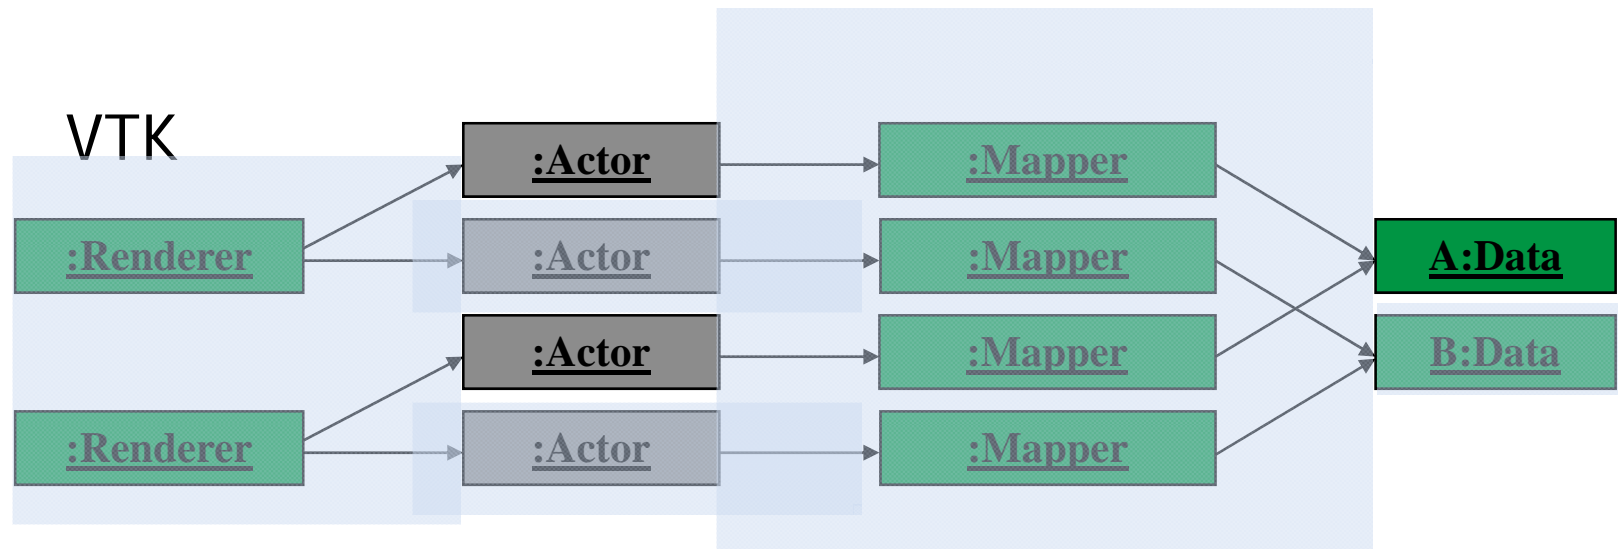 VTK
:Actor :Mapper
:Renderer :Actor :Mapper A:Data
:Actor :Mapper B:Data
:Renderer :Actor :Mapper